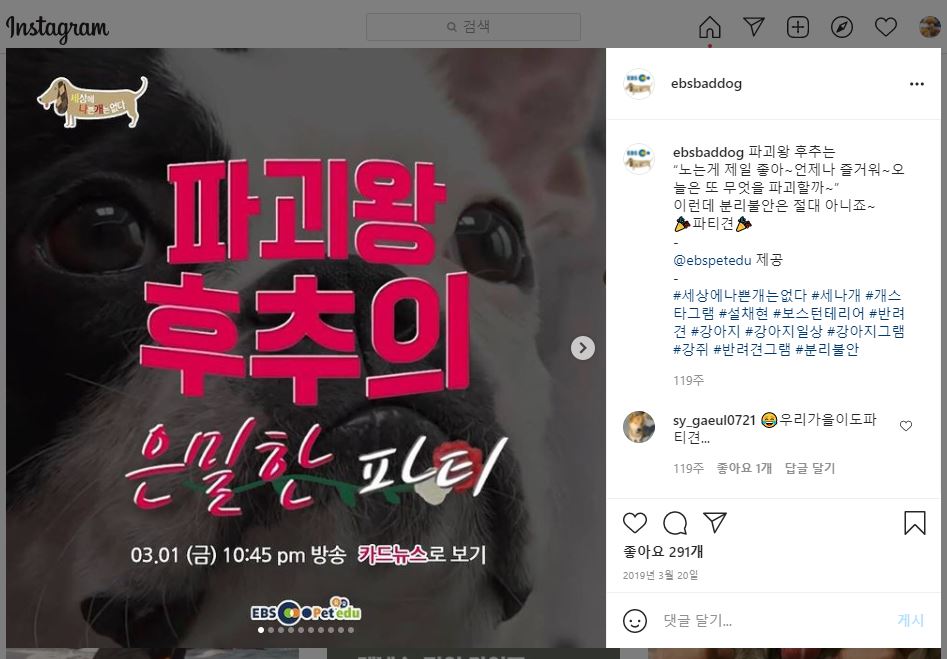 Instagram
검색
세상에
나쁜개는없다
파괴왕
후추의
은밀한 파티
03.01 (금) 10:45 pm 방송 카드뉴스로 보기
EBS Pet edu
ebsbaddog
ebsbaddog 파괴왕 후추는
"노는게 제일 좋아~언제나 즐거워~오
늘은 또 무엇을 파괴할까~"
이런데 분리불안은 절대 아니죠~
🎉파티견🎉
-
@ebspetedu 제공
-
#세상에나쁜개는없다 #세나개 #개스
타그램 #설채현 #보스턴테리어 #반려
견 #강아지 #강아지일상 #강아지그램
#강쥐 #반려견그램 #분리불안
119주
sy_gaeul0721 😂우리가을이도파
티견...
119주 좋아요 1개 답글 달기
좋아요 291개
2019년 3월 20일
댓글 달기...
게시